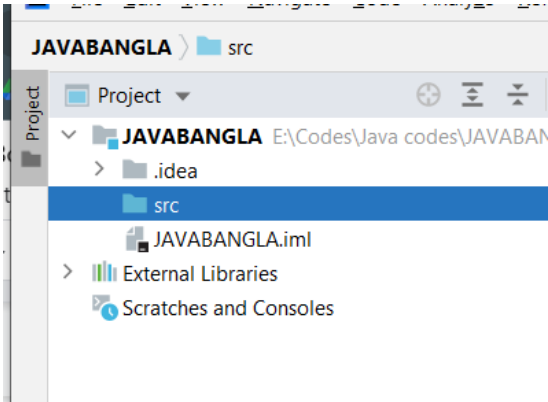 JAVABANGLA src
Project
Project
JAVABANGLA E:\Codes\Java codes\JAVABAN
.idea
src
JAVABANGLA.iml
External Libraries
Scratches and Consoles